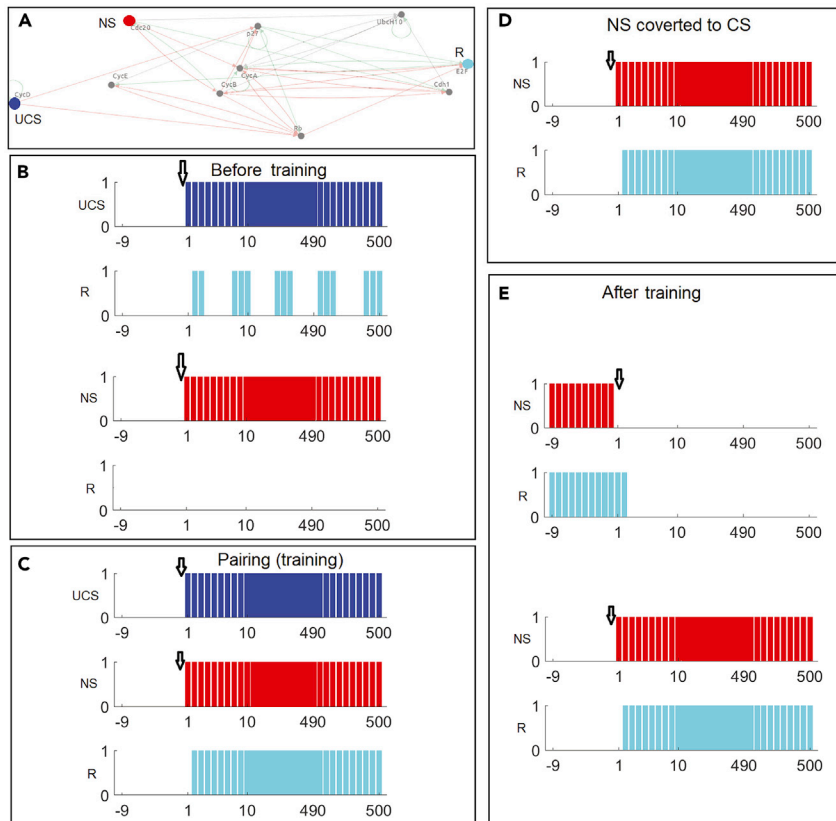 A
NS
Cdc20
p27
UbcH10
R
E2F
CycE
CycA
CycB
Cdh1
CycD
UCS
Rb
B
Before training
1
UCS
0
-9 1 10 490 500
1
R
0
-9 1 10 490 500
1
NS
0
-9 1 10 490 500
R
-9 1 10 490 500
C
Pairing (training)
1
UCS
0
-9 1 10 490 500
1
NS
0
-9 1 10 490 500
1
R
0
-9 1 10 490 500
D
NS coverted to CS
1
NS
0
-9 1 10 490 500
1
R
0
-9 1 10 490 500
E
After training
1
NS
0
-9 1 10 490 500
1
R
0
-9 1 10 490 500
1
NS
0
-9 1 10 490 500
1
R
0
-9 1 10 490 500